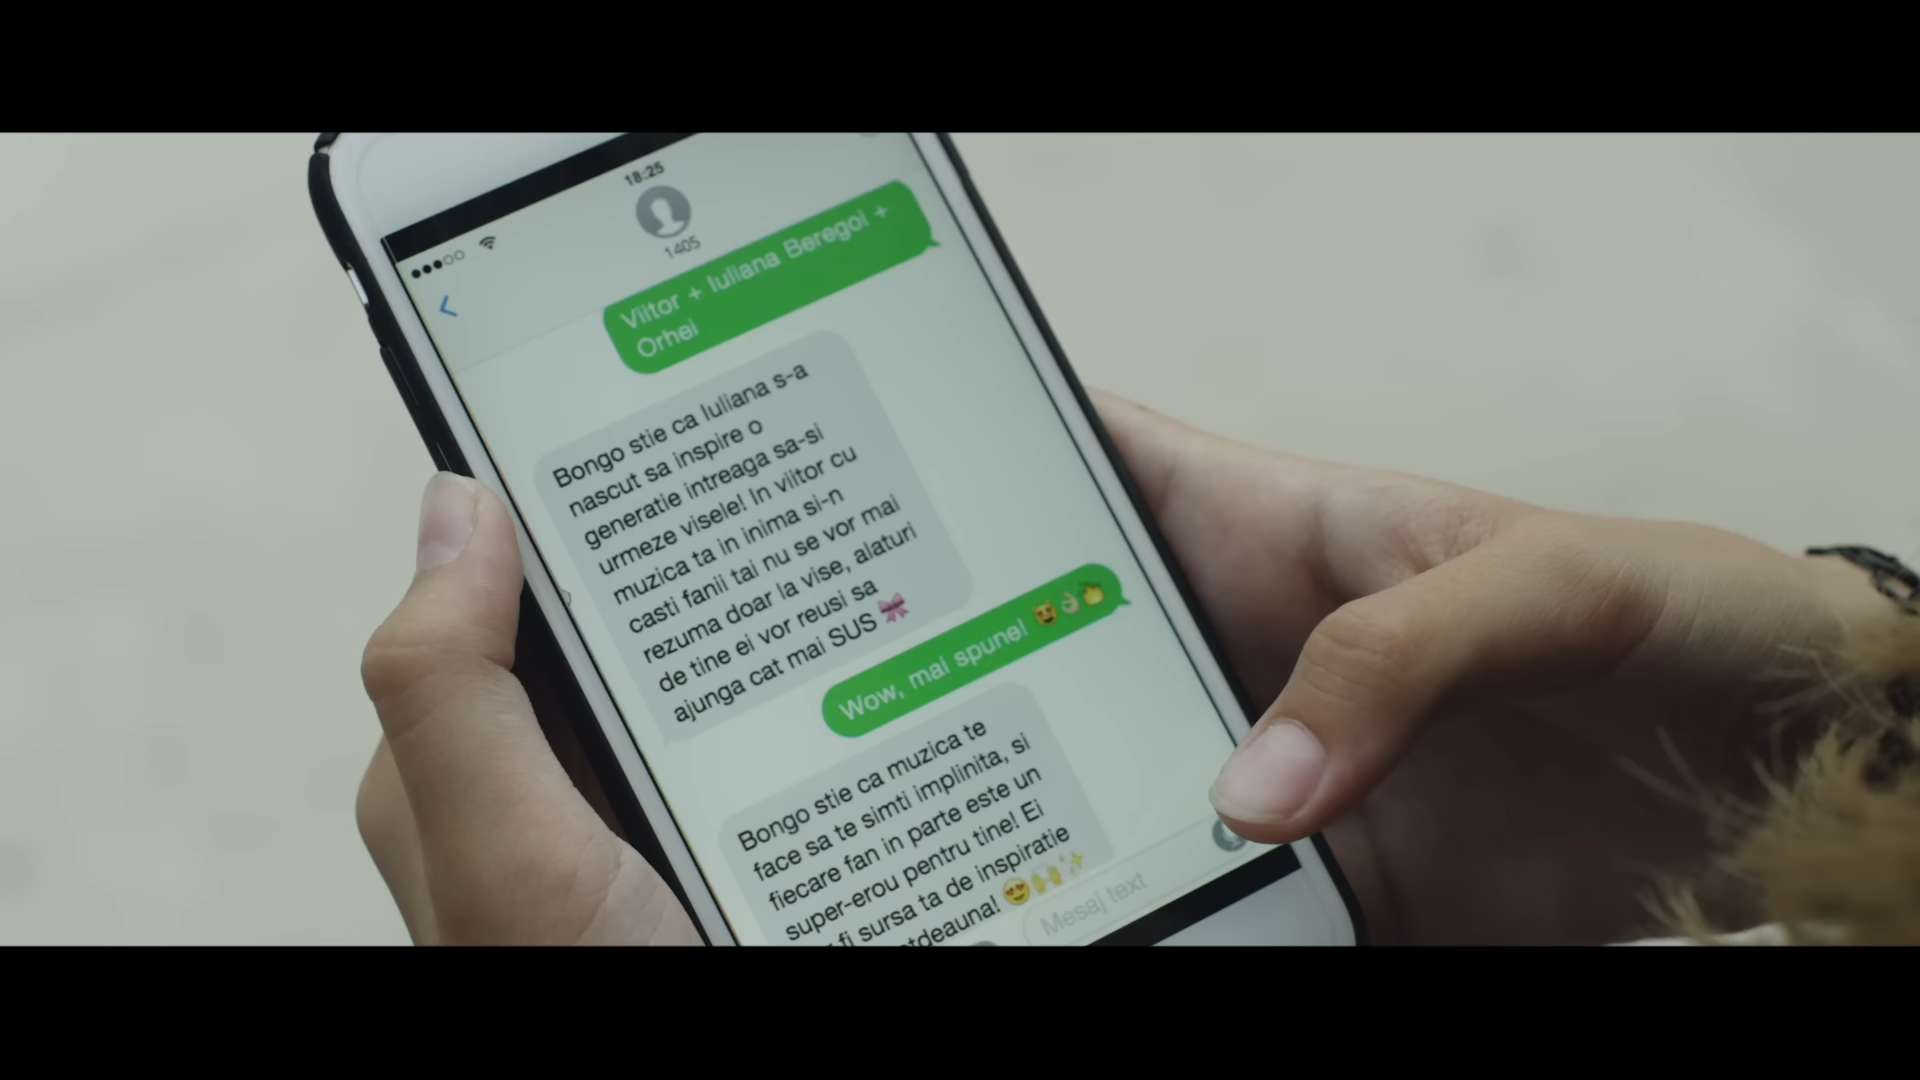 18:25
1405
Viitor + Iuliana Beregoi +
Orhei
Bongo stie ca Iuliana s-a
nascut sa inspire o
generatie intreaga sa-si
urmeze visele! In viitor cu
muzica ta in inima si-n
casti fanii tai nu se vor mai
rezuma doar la vise, alaturi
de tine ei vor reusi sa
ajunga cat mai SUS 🎀
Wow, mai spune! 😻👌🔥
Bongo stie ca muzica te
face sa te simti implinita, si
fiecare fan in parte este un
super-erou pentru tine! Ei
fi sursa ta de inspiratie
tdeauna! 😍🙌✨
Mesaj text